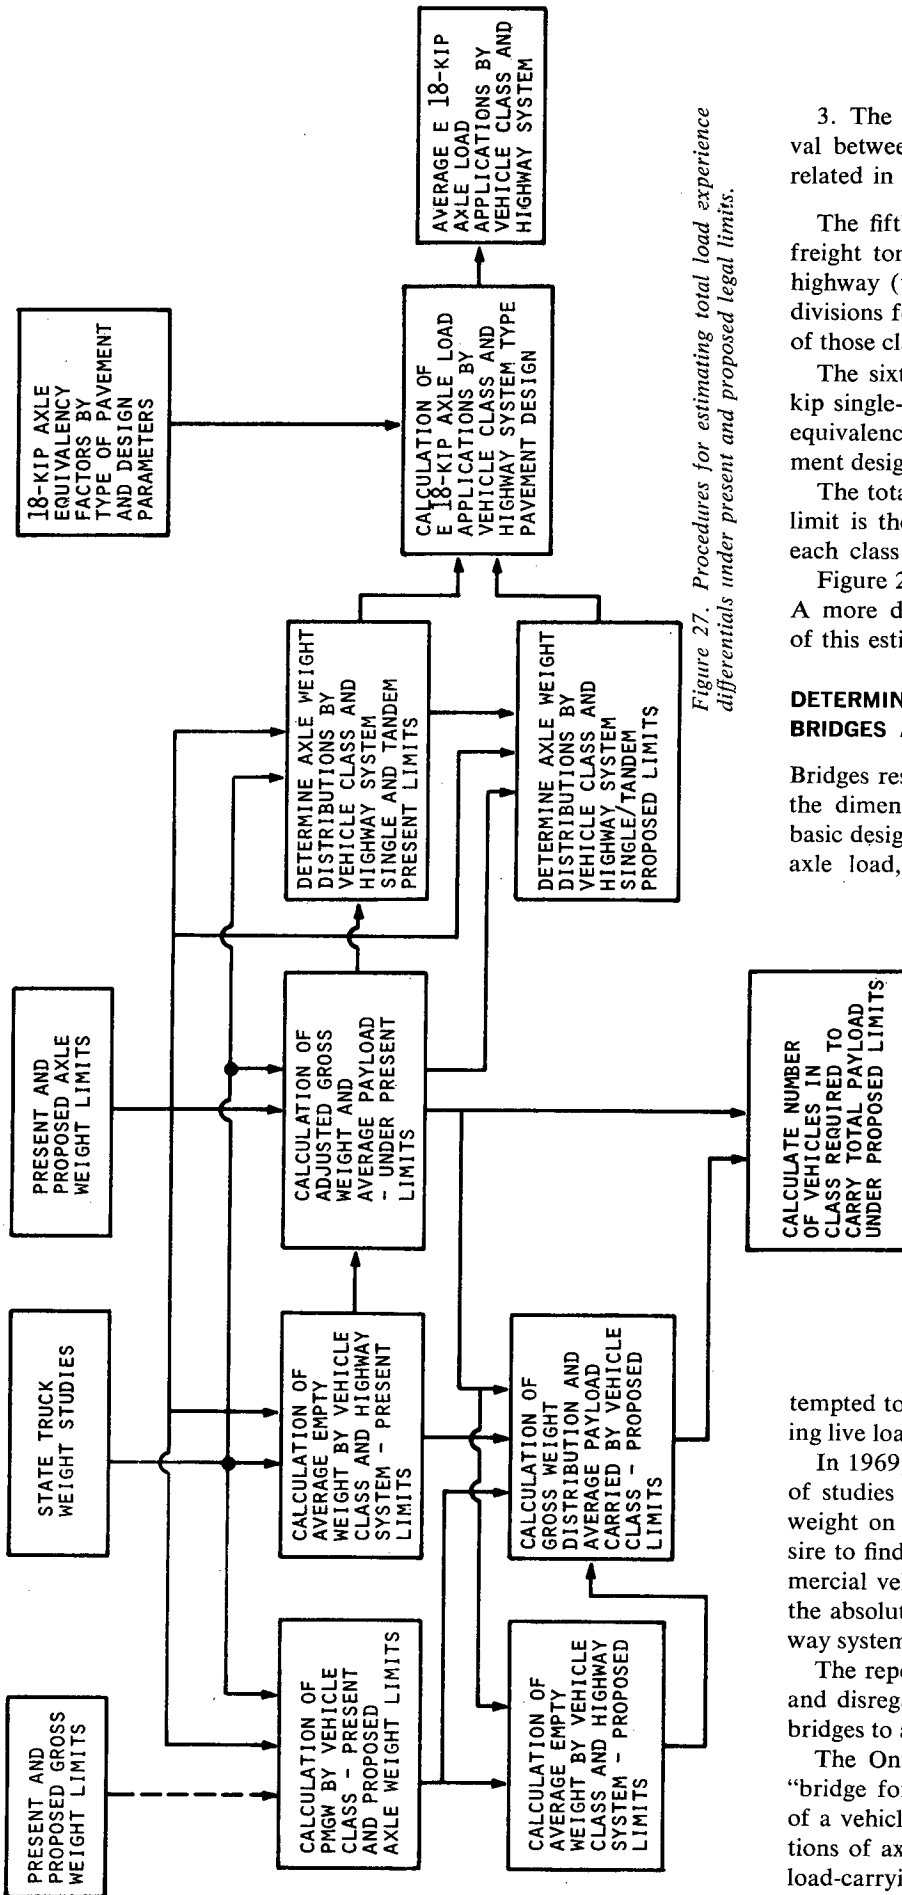 PRESENT AND
PROPOSED GROSS
WEIGHT LIMITS
STATE TRUCK
WEIGHT STUDIES
PRESENT AND
PROPOSED AXLE
WEIGHT LIMITS
18-KIP AXLE
EQUIVALENCY
FACTORS BY
TYPE OF PAVEMENT
AND DESIGN
PARAMETERS
CALCULATION OF
PMGW BY VEHICLE
CLASS - PRESENT
AND PROPOSED
AXLE WEIGHT LIMITS
CALCULATION OF
AVERAGE EMPTY
WEIGHT BY VEHICLE
CLASS AND HIGHWAY
SYSTEM - PRESENT
LIMITS
CALCULATION OF
ADJUSTED GROSS
WEIGHT AND
AVERAGE PAYLOAD
- UNDER PRESENT
LIMITS
DETERMINE AXLE WEIGHT
DISTRIBUTIONS BY
VEHICLE CLASS AND
HIGHWAY SYSTEM
SINGLE AND TANDEM
PRESENT LIMITS
CALCULATION OF
E 18-KIP AXLE LOAD
APPLICATIONS BY
VEHICLE CLASS AND
HIGHWAY SYSTEM TYPE
PAVEMENT DESIGN
AVERAGE E 18-KIP
AXLE LOAD
APPLICATIONS BY
VEHICLE CLASS AND
HIGHWAY SYSTEM
CALCULATION OF
AVERAGE EMPTY
WEIGHT BY VEHICLE
CLASS AND HIGHWAY
SYSTEM - PROPOSED
LIMITS
CALCULATION OF
GROSS WEIGHT
DISTRIBUTION AND
AVERAGE PAYLOAD
CARRIED BY VEHICLE
CLASS - PROPOSED
LIMITS
DETERMINE AXLE WEIGHT
DISTRIBUTIONS BY
VEHICLE CLASS AND
HIGHWAY SYSTEM
SINGLE/TANDEM
PROPOSED LIMITS
CALCULATE NUMBER
OF VEHICLES IN
CLASS REQUIRED TO
CARRY TOTAL PAYLOAD
UNDER PROPOSED LIMITS
Figure 27. Procedures for estimating total load experience
differentials under present and proposed legal limits.
3. The
val between
related in
The fift
freight ton
highway (
divisions f
of those cl
The sixt
kip single-
equivalenc
ment desig
The tota
limit is the
each class
Figure 2
A more d
of this esti
DETERMIN
BRIDGES
Bridges res
the dimen
basic desig
axle load,
tempted to
ing live loa
In 1969,
of studies
weight on
sire to find
mercial ve
the absolut
way system
The repo
and disrega
bridges to a
The On
"bridge for
of a vehicl
tions of ax
load-carryi